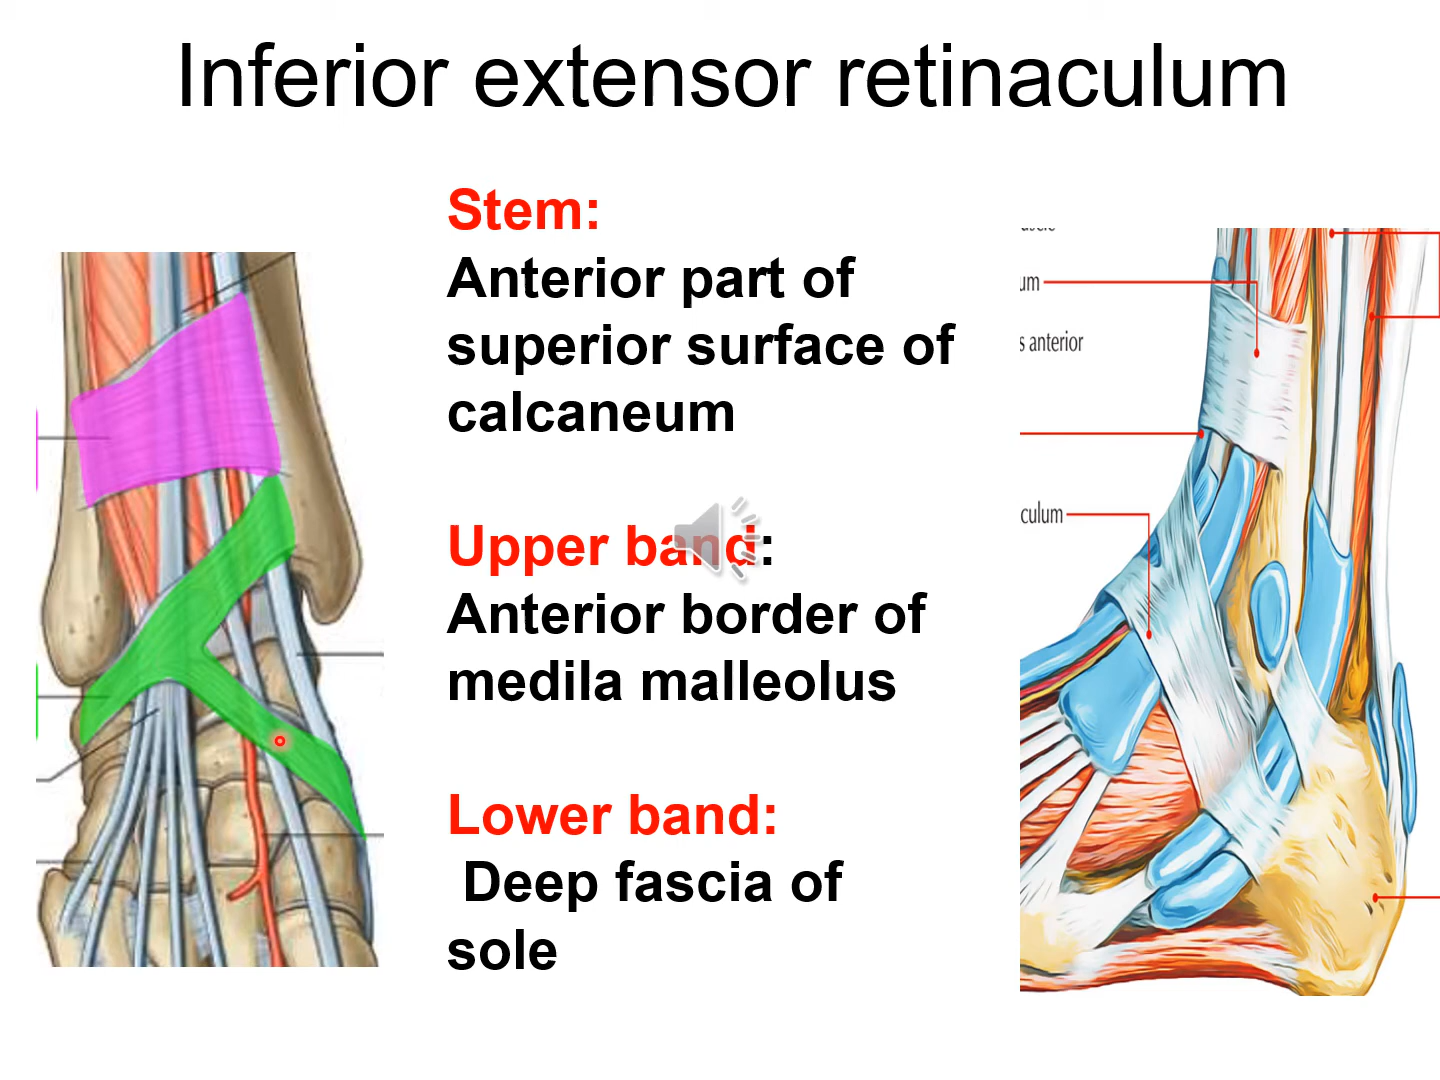 Inferior extensor retinaculum
Stem:
Anterior part of
superior surface of
calcaneum
Upper band:
Anterior border of
medila malleolus
Lower band:
Deep fascia of
sole
um
s anterior
culum